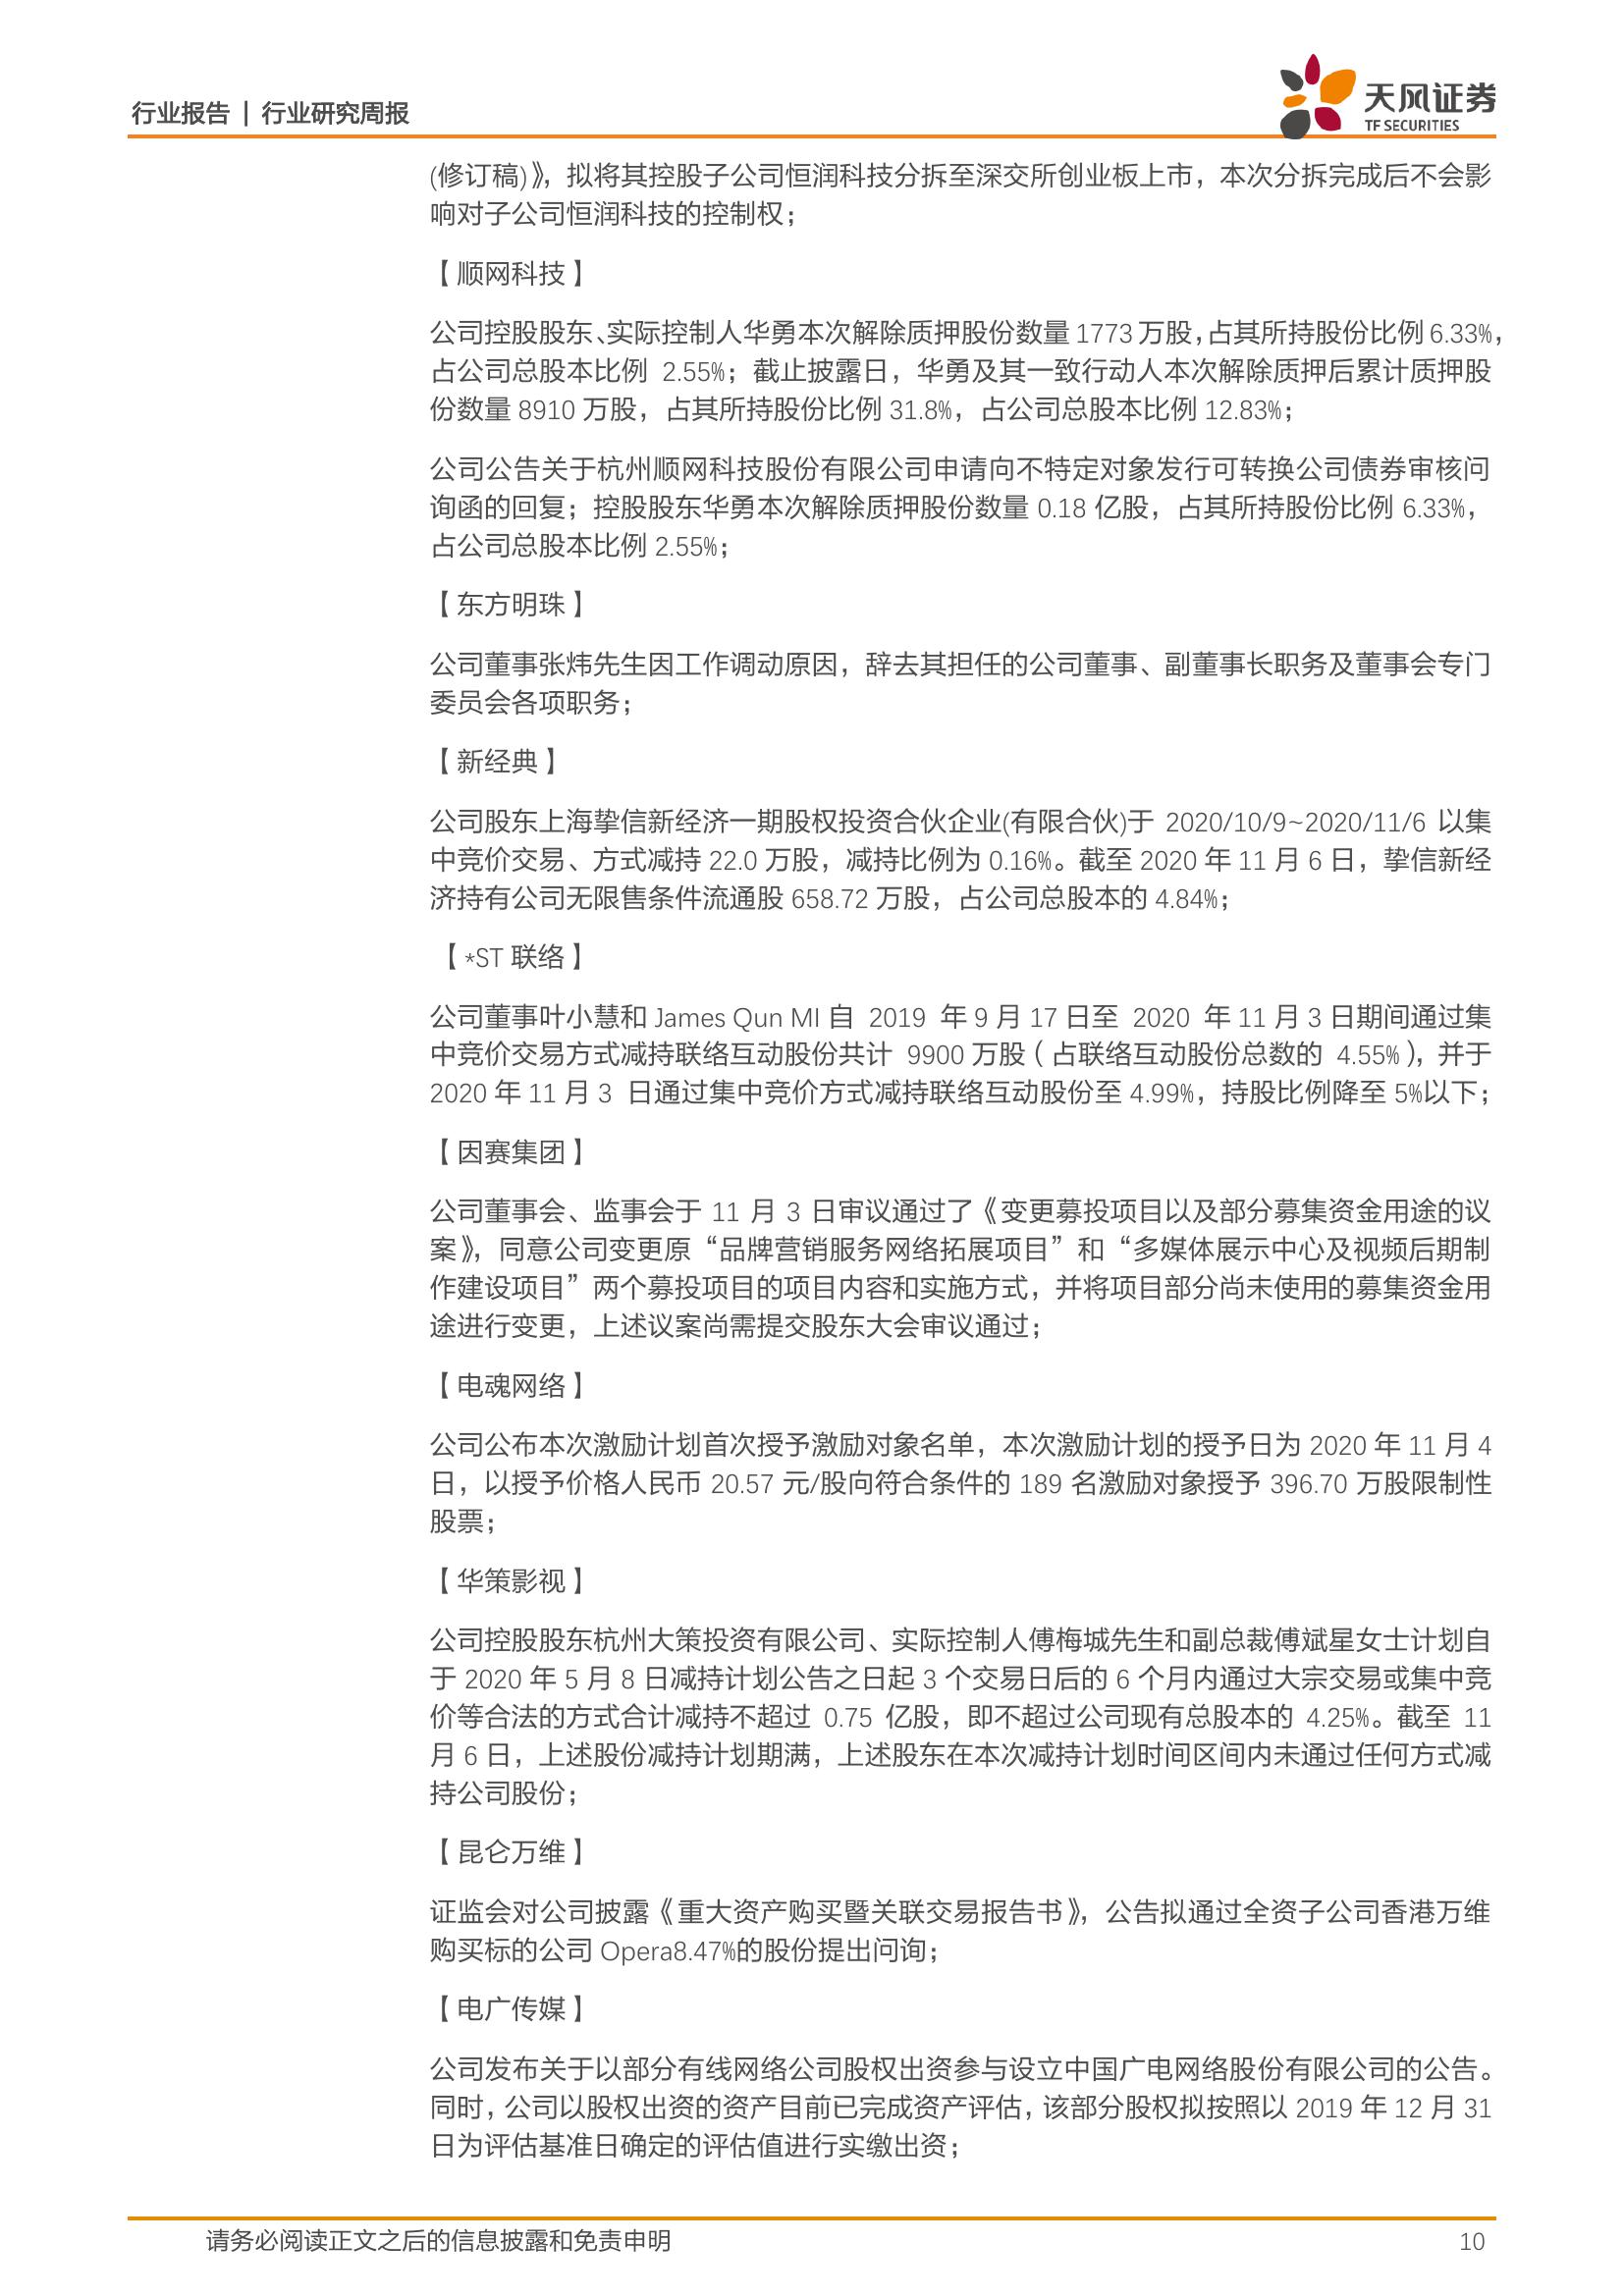 行业报告 | 行业研究周报
天风证券
TF SECURITIES
(修订稿)》，拟将其控股子公司恒润科技分拆至深交所创业板上市，本次分拆完成后不会影
响对子公司恒润科技的控制权；
【顺网科技】
公司控股股东、实际控制人华勇本次解除质押股份数量 1773 万股，占其所持股份比例 6.33%，
占公司总股本比例 2.55%；截止披露日，华勇及其一致行动人本次解除质押后累计质押股
份数量 8910 万股，占其所持股份比例 31.8%，占公司总股本比例 12.83%；
公司公告关于杭州顺网科技股份有限公司申请向不特定对象发行可转换公司债券审核问
询函的回复；控股股东华勇本次解除质押股份数量 0.18 亿股，占其所持股份比例 6.33%，
占公司总股本比例 2.55%；
【东方明珠】
公司董事张炜先生因工作调动原因，辞去其担任的公司董事、副董事长职务及董事会专门
委员会各项职务；
【新经典】
公司股东上海挚信新经济一期股权投资合伙企业(有限合伙)于 2020/10/9~2020/11/6 以集
中竞价交易、方式减持 22.0 万股，减持比例为 0.16%。截至 2020 年 11 月 6 日，挚信新经
济持有公司无限售条件流通股 658.72 万股，占公司总股本的 4.84%；
【*ST 联络】
公司董事叶小慧和 James Qun MI 自 2019 年 9 月 17 日至 2020 年 11 月 3 日期间通过集
中竞价交易方式减持联络互动股份共计 9900 万股（占联络互动股份总数的 4.55%），并于
2020 年 11 月 3 日通过集中竞价方式减持联络互动股份至 4.99%，持股比例降至 5%以下；
【因赛集团】
公司董事会、监事会于 11 月 3 日审议通过了《变更募投项目以及部分募集资金用途的议
案》，同意公司变更原“品牌营销服务网络拓展项目”和“多媒体展示中心及视频后期制
作建设项目”两个募投项目的项目内容和实施方式，并将项目部分尚未使用的募集资金用
途进行变更，上述议案尚需提交股东大会审议通过；
【电魂网络】
公司公布本次激励计划首次授予激励对象名单，本次激励计划的授予日为 2020 年 11 月 4
日，以授予价格人民币 20.57 元/股向符合条件的 189 名激励对象授予 396.70 万股限制性
股票；
【华策影视】
公司控股股东杭州大策投资有限公司、实际控制人傅梅城先生和副总裁傅斌星女士计划自
于 2020 年 5 月 8 日减持计划公告之日起 3 个交易日后的 6 个月内通过大宗交易或集中竞
价等合法的方式合计减持不超过 0.75 亿股，即不超过公司现有总股本的 4.25%。截至 11
月 6 日，上述股份减持计划期满，上述股东在本次减持计划时间区间内未通过任何方式减
持公司股份；
【昆仑万维】
证监会对公司披露《重大资产购买暨关联交易报告书》，公告拟通过全资子公司香港万维
购买标的公司 Opera8.47%的股份提出问询；
【电广传媒】
公司发布关于以部分有线网络公司股权出资参与设立中国广电网络股份有限公司的公告。
同时，公司以股权出资的资产目前已完成资产评估，该部分股权拟按照以 2019 年 12 月 31
日为评估基准日确定的评估值进行实缴出资；
请务必阅读正文之后的信息披露和免责申明
10